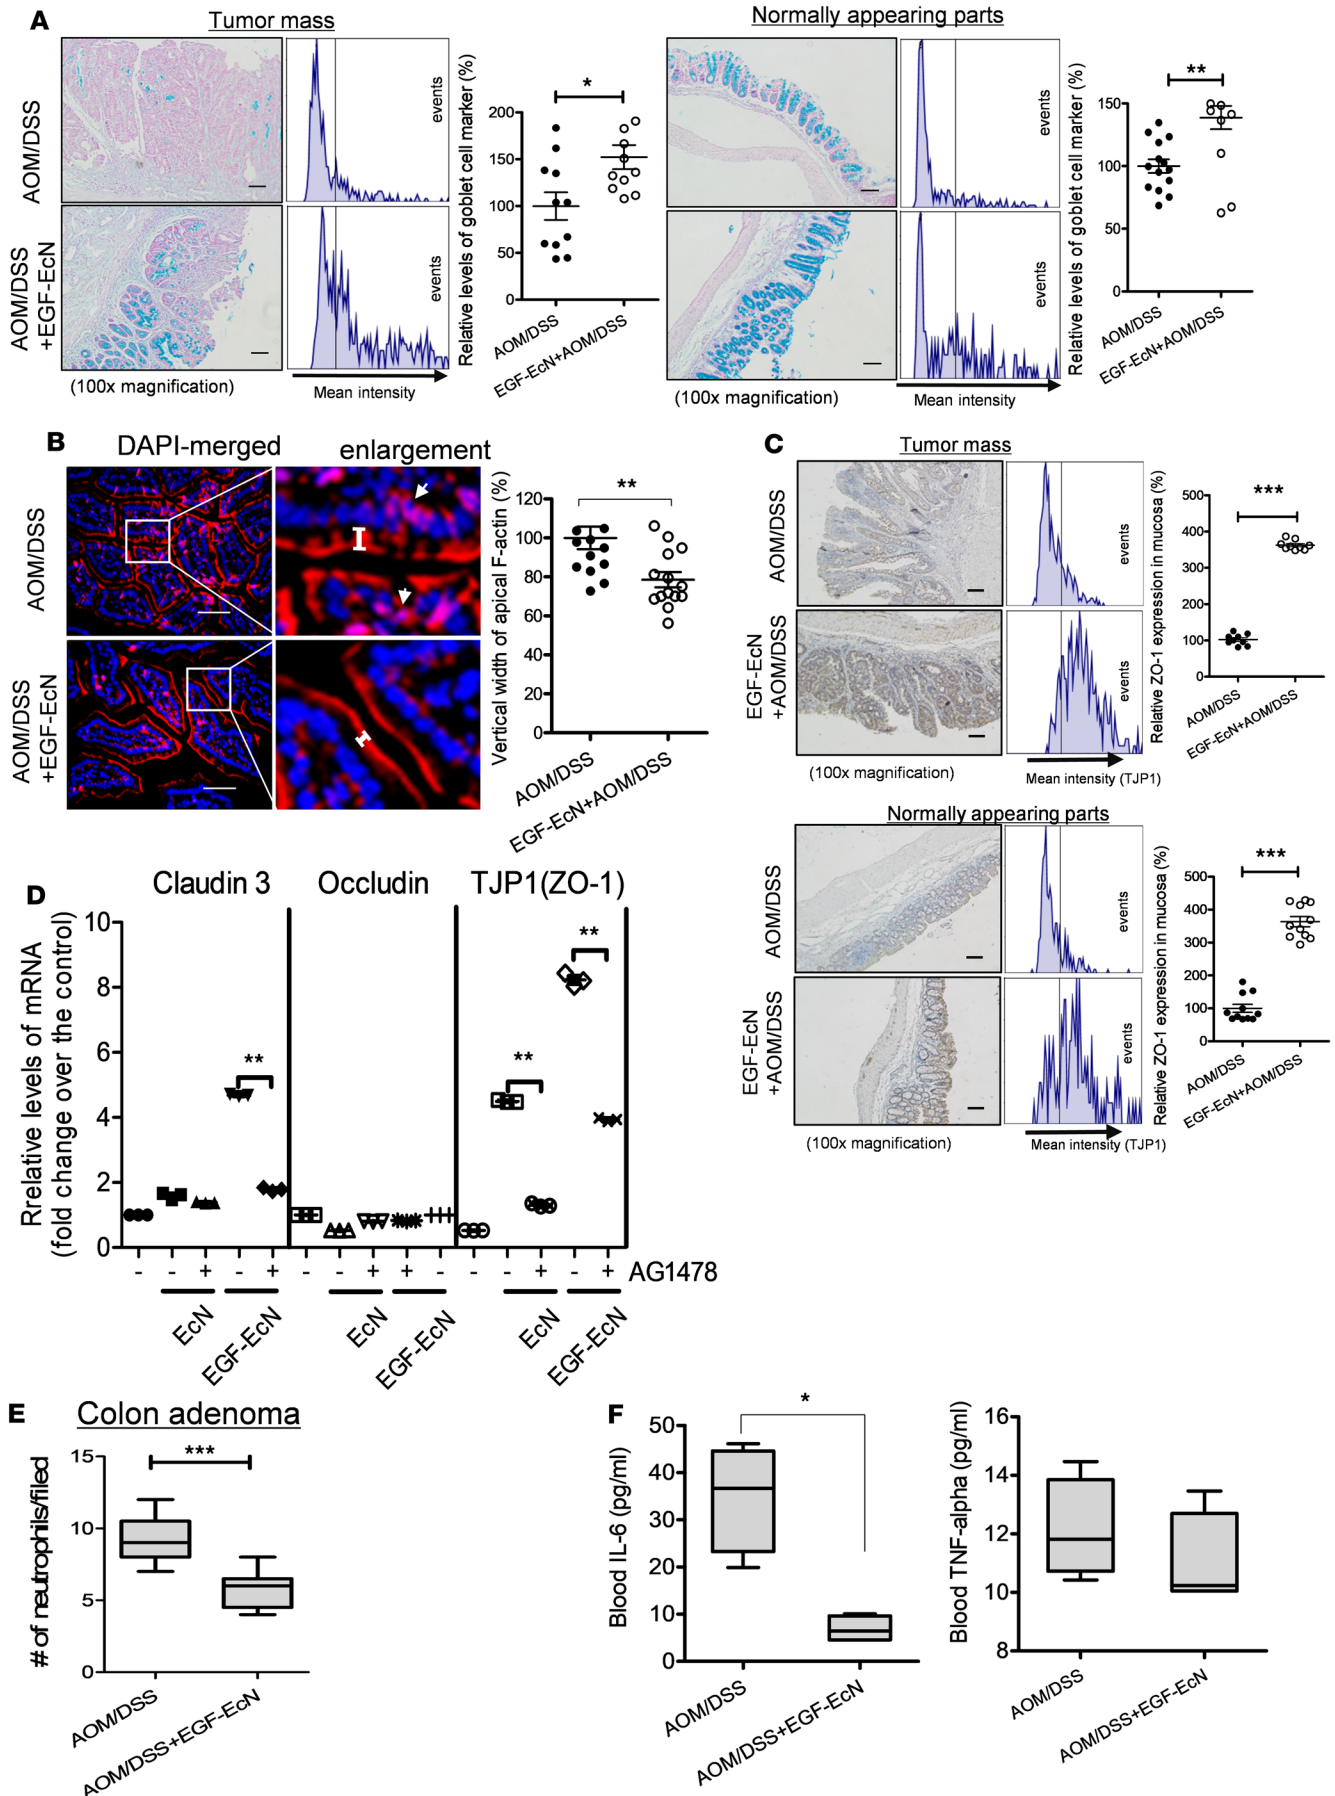 A
Tumor mass
Normally appearing parts
AOM/DSS
events
Relative levels of goblet cell marker (%)
200
150
100
50
0
*
AOM/DSS
EGF-EcN+AOM/DSS
AOM/DSS
+EGF-EcN
events
(100x magnification)
Mean intensity
events
events
(100x magnification)
Mean intensity
Relative levels of goblet cell marker (%)
150
100
50
0
**
AOM/DSS
EGF-EcN+AOM/DSS
B
DAPI-merged
enlargement
AOM/DSS
AOM/DSS
+EGF-EcN
Vertical width of apical F-actin (%)
120
100
80
60
40
20
0
**
AOM/DSS
EGF-EcN+AOM/DSS
C
Tumor mass
AOM/DSS
events
EGF-EcN
+AOM/DSS
events
(100x magnification)
Mean intensity (TJP1)
Relative ZO-1 expression in mucosa (%)
500
400
300
200
100
0
***
AOM/DSS
EGF-EcN+AOM/DSS
Normally appearing parts
AOM/DSS
events
EGF-EcN
+AOM/DSS
events
(100x magnification)
Mean intensity (TJP1)
Relative ZO-1 expression in mucosa (%)
500
400
300
200
100
0
***
AOM/DSS
EGF-EcN+AOM/DSS
D
Claudin 3
Occludin
TJP1(ZO-1)
Rrelative levels of mRNA
(fold change over the control)
10
8
6
4
2
0
**
**
**
- - + - + - - + + - - - + - + AG1478
EcN
EGF-EcN
EcN
EGF-EcN
EcN
EGF-EcN
E
Colon adenoma
# of neutrophils/filed
15
10
5
0
***
AOM/DSS
AOM/DSS+EGF-EcN
F
Blood IL-6 (pg/ml)
50
40
30
20
10
0
*
AOM/DSS
AOM/DSS+EGF-EcN
Blood TNF-alpha (pg/ml)
16
14
12
10
8
AOM/DSS
AOM/DSS+EGF-EcN